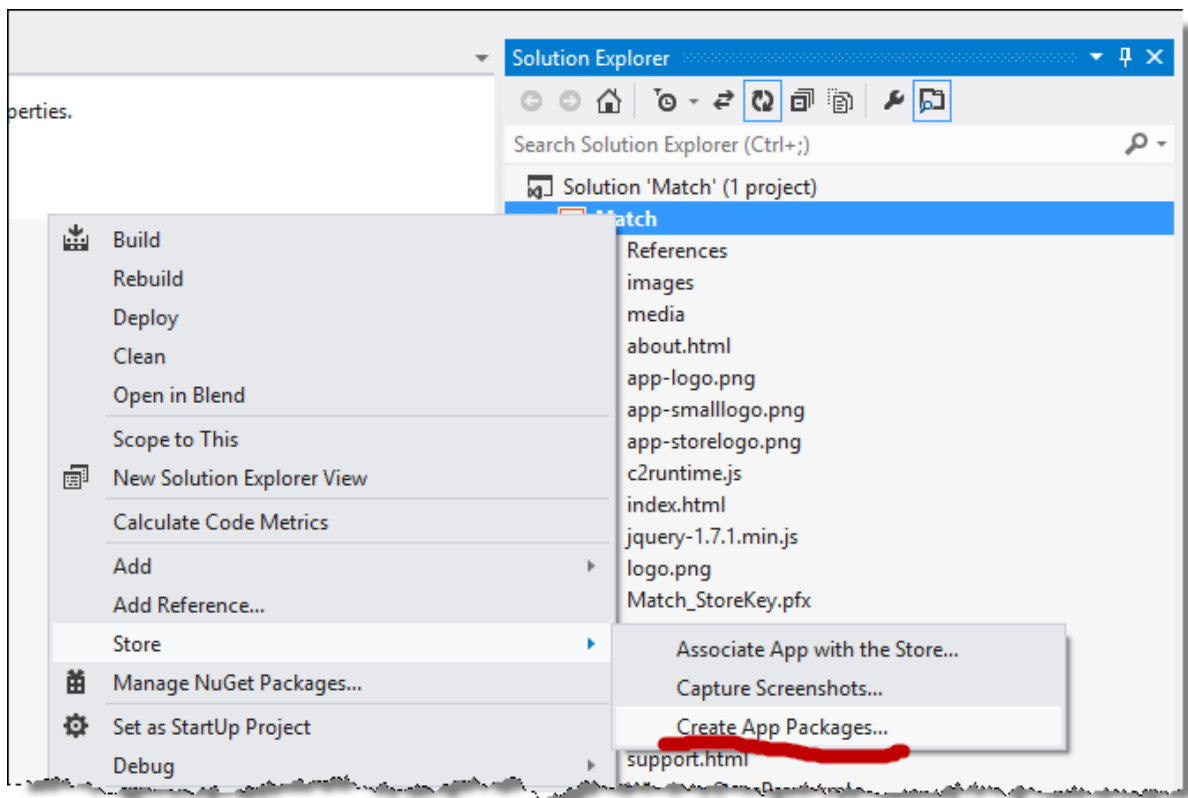 Solution Explorer
perties.
Search Solution Explorer (Ctrl+;)
Solution 'Match' (1 project)
atch
References
images
media
about.html
app-logo.png
app-smalllogo.png
app-storelogo.png
c2runtime.js
index.html
jquery-1.7.1.min.js
logo.png
Match_StoreKey.pfx
support.html
Build
Rebuild
Deploy
Clean
Open in Blend
Scope to This
New Solution Explorer View
Calculate Code Metrics
Add
Add Reference...
Store
Manage NuGet Packages...
Set as StartUp Project
Debug
Associate App with the Store...
Capture Screenshots...
Create App Packages...